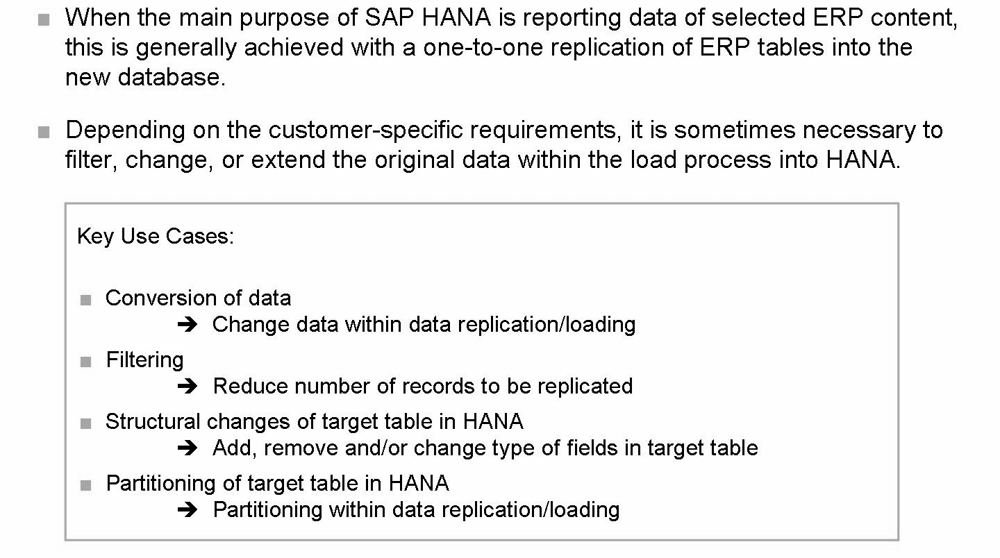 ■ When the main purpose of SAP HANA is reporting data of selected ERP content,
this is generally achieved with a one-to-one replication of ERP tables into the
new database.
■ Depending on the customer-specific requirements, it is sometimes necessary to
filter, change, or extend the original data within the load process into HANA.
Key Use Cases:
■ Conversion of data
➔ Change data within data replication/loading
■ Filtering
➔ Reduce number of records to be replicated
■ Structural changes of target table in HANA
➔ Add, remove and/or change type of fields in target table
■ Partitioning of target table in HANA
➔ Partitioning within data replication/loading